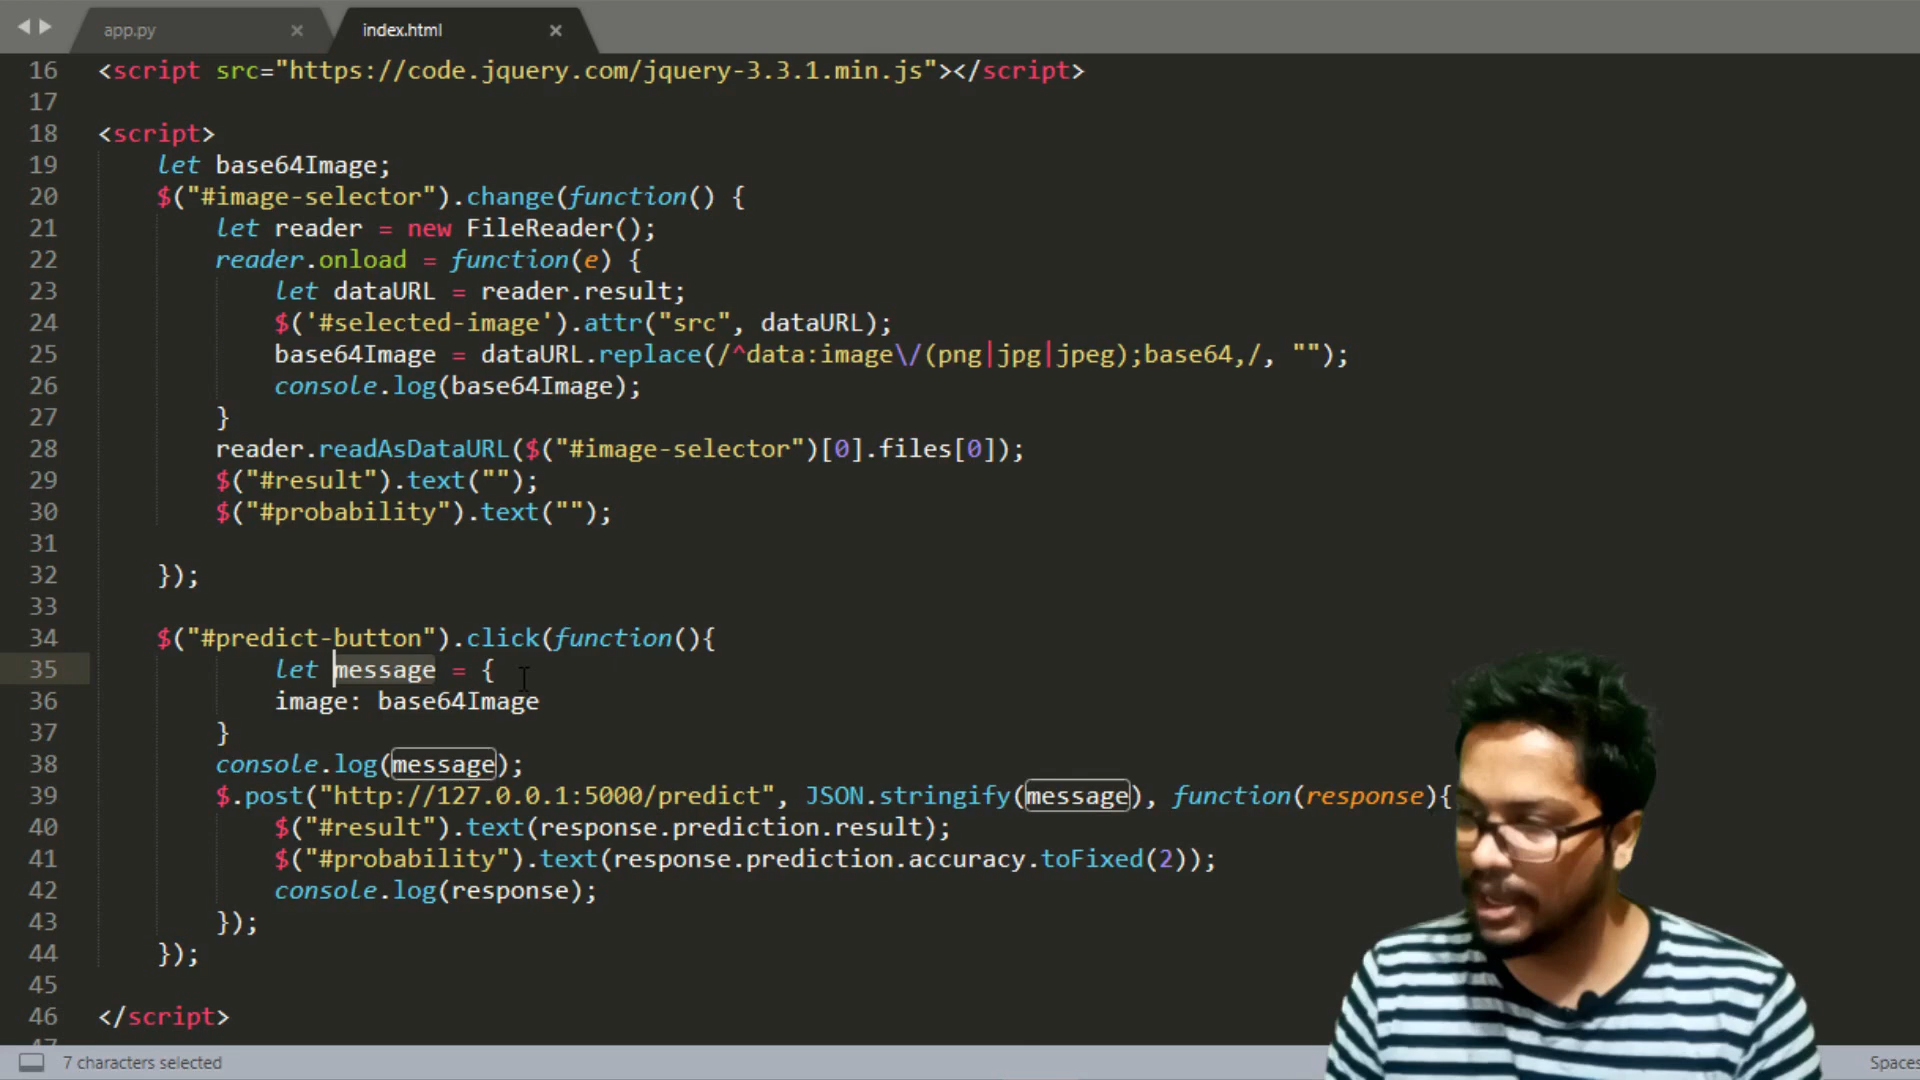 app.py × index.html ×
16 <script src="https://code.jquery.com/jquery-3.3.1.min.js"></script>
17
18 <script>
19 let base64Image;
20 $("#image-selector").change(function() {
21 let reader = new FileReader();
22 reader.onload = function(e) {
23 let dataURL = reader.result;
24 $('#selected-image').attr("src", dataURL);
25 base64Image = dataURL.replace(/^data:image\/(png|jpg|jpeg);base64,/, "");
26 console.log(base64Image);
27 }
28 reader.readAsDataURL($("#image-selector")[0].files[0]);
29 $("#result").text("");
30 $("#probability").text("");
31
32 });
33
34 $("#predict-button").click(function(){
35 let message = {
36 image: base64Image
37 }
38 console.log(message);
39 $.post("http://127.0.0.1:5000/predict", JSON.stringify(message), function(response){
40 $("#result").text(response.prediction.result);
41 $("#probability").text(response.prediction.accuracy.toFixed(2));
42 console.log(response);
43 });
44 });
45
46 </script>
7 characters selected Spaces